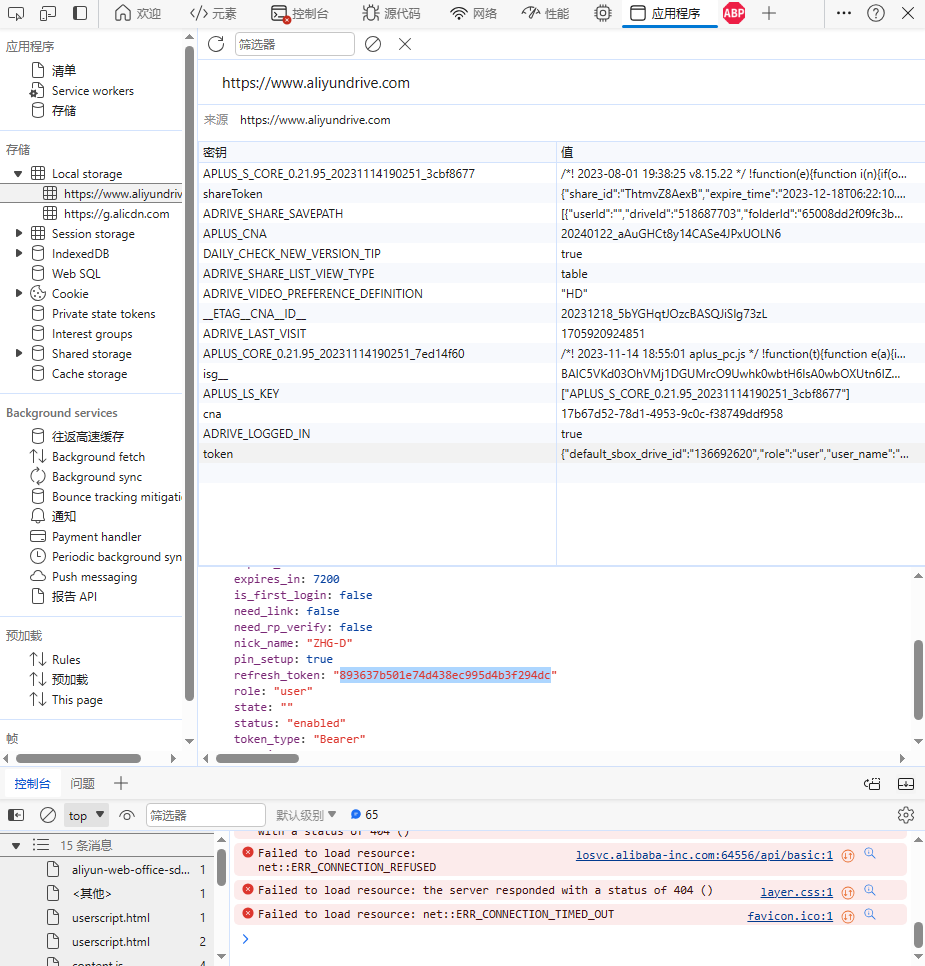 欢迎 元素 控制台 源代码 网络 性能 应用程序 ABP
应用程序
清单
Service workers
存储
存储
Local storage
https://www.aliyundriv
https://g.alicdn.com
Session storage
IndexedDB
Web SQL
Cookie
Private state tokens
Interest groups
Shared storage
Cache storage
Background services
往返高速缓存
Background fetch
Background sync
Bounce tracking mitigati
通知
Payment handler
Periodic background syn
Push messaging
报告 API
预加载
Rules
预加载
This page
帧
筛选器
https://www.aliyundrive.com
来源 https://www.aliyundrive.com
密钥 值
APLUS_S_CORE_0.21.95_20231114190251_3cbf8677 /*! 2023-08-01 19:38:25 v8.15.22 */ !function(e){function i(n){if(o...
shareToken {"share_id":"ThtmvZ8AexB","expire_time":"2023-12-18T06:22:10....
ADRIVE_SHARE_SAVEPATH [{"userId":"","driveId":"518687703","folderId":"65008dd2f09fc3b...
APLUS_CNA 20240122_aAuGHCt8y14CASe4JPxUOLN6
DAILY_CHECK_NEW_VERSION_TIP true
ADRIVE_SHARE_LIST_VIEW_TYPE table
ADRIVE_VIDEO_PREFERENCE_DEFINITION "HD"
__ETAG__CNA__ID__ 20231218_5bYGHqtJOzcBASQJiSIg73zL
ADRIVE_LAST_VISIT 1705920924851
APLUS_CORE_0.21.95_20231114190251_7ed14f60 /*! 2023-11-14 18:55:01 aplus_pc.js */ !function(t){function e(a){i...
isg__ BAIC5VKd03OhVMj1DGUMrcO9Uwhk0wbtH6lsA0wbOXUtn6IZ...
APLUS_LS_KEY ["APLUS_S_CORE_0.21.95_20231114190251_3cbf8677"]
cna 17b67d52-78d1-4953-9c0c-f38749ddf958
ADRIVE_LOGGED_IN true
token {"default_sbox_drive_id":"136692620","role":"user","user_name":"...
expires_in: 7200
is_first_login: false
need_link: false
need_rp_verify: false
nick_name: "ZHG-D"
pin_setup: true
refresh_token: "893637b501e74d438ec995d4b3f294dc"
role: "user"
state: ""
status: "enabled"
token_type: "Bearer"
控制台 问题
top 筛选器 默认级别 65
15 条消息
aliyun-web-office-sd... 1
<其他> 1
userscript.html 1
userscript.html 2
content.js 4
with a status of 404 ()
Failed to load resource: losvc.alibaba-inc.com:64556/api/basic:1
net::ERR_CONNECTION_REFUSED
Failed to load resource: the server responded with a status of 404 () layer.css:1
Failed to load resource: net::ERR_CONNECTION_TIMED_OUT favicon.ico:1